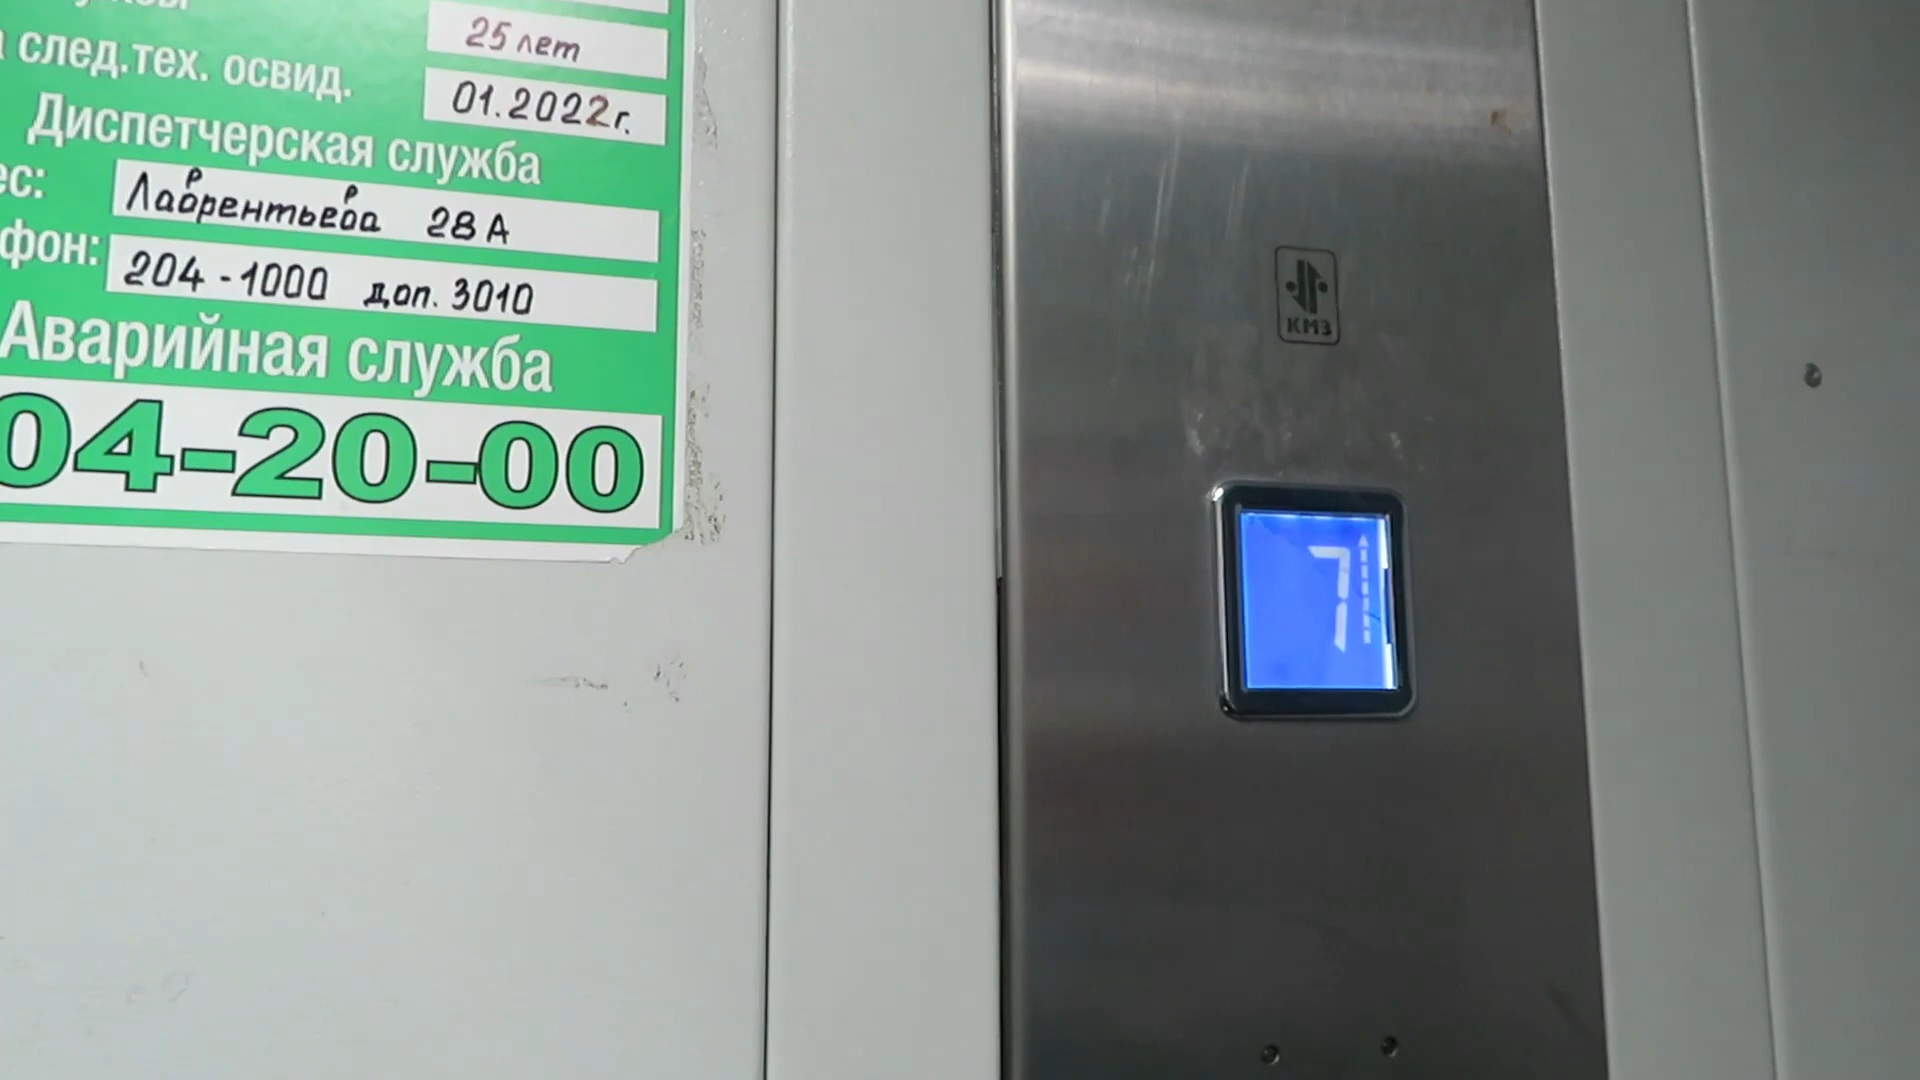 25 лет
след.тех. освид.
01.2022г.
Диспетчерская служба
Лаврентьева 28А
204-1000 доп. 3010
Аварийная служба
04-20-00
КМЗ
7